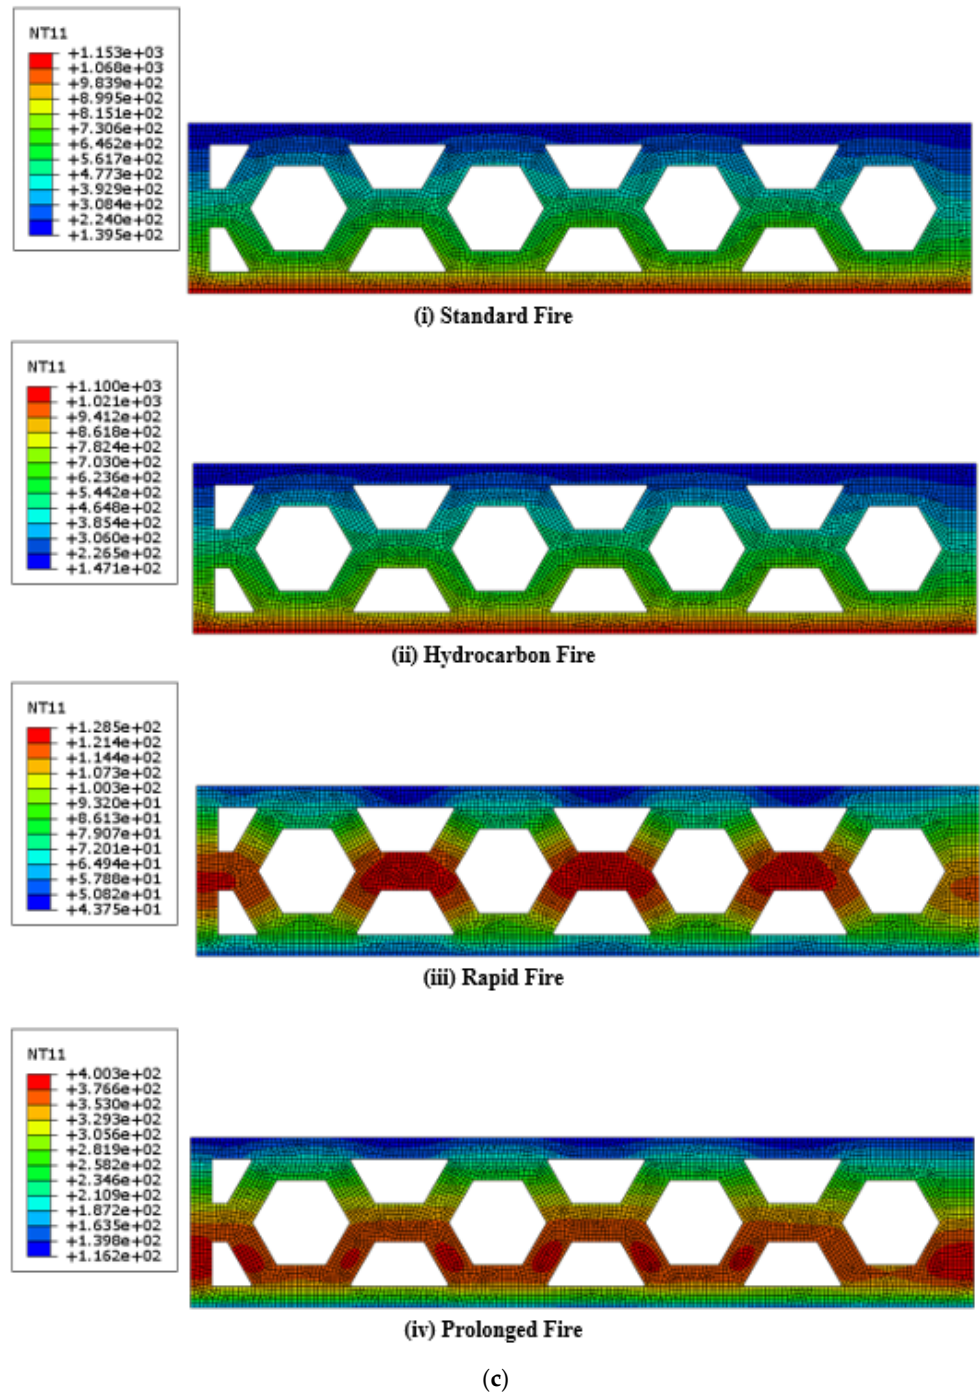 NT11
+1.153e+03
+1.068e+03
+9.839e+02
+8.995e+02
+8.151e+02
+7.306e+02
+6.462e+02
+5.617e+02
+4.773e+02
+3.929e+02
+3.084e+02
+2.240e+02
+1.395e+02
(i) Standard Fire
NT11
+1.100e+03
+1.021e+03
+9.412e+02
+8.618e+02
+7.824e+02
+7.030e+02
+6.236e+02
+5.442e+02
+4.648e+02
+3.854e+02
+3.060e+02
+2.265e+02
+1.471e+02
(ii) Hydrocarbon Fire
NT11
+1.285e+02
+1.214e+02
+1.144e+02
+1.073e+02
+1.003e+02
+9.320e+01
+8.613e+01
+7.907e+01
+7.201e+01
+6.494e+01
+5.788e+01
+5.082e+01
+4.375e+01
(iii) Rapid Fire
NT11
+4.003e+02
+3.766e+02
+3.530e+02
+3.293e+02
+3.056e+02
+2.819e+02
+2.582e+02
+2.346e+02
+2.109e+02
+1.872e+02
+1.635e+02
+1.398e+02
+1.162e+02
(iv) Prolonged Fire
(c)